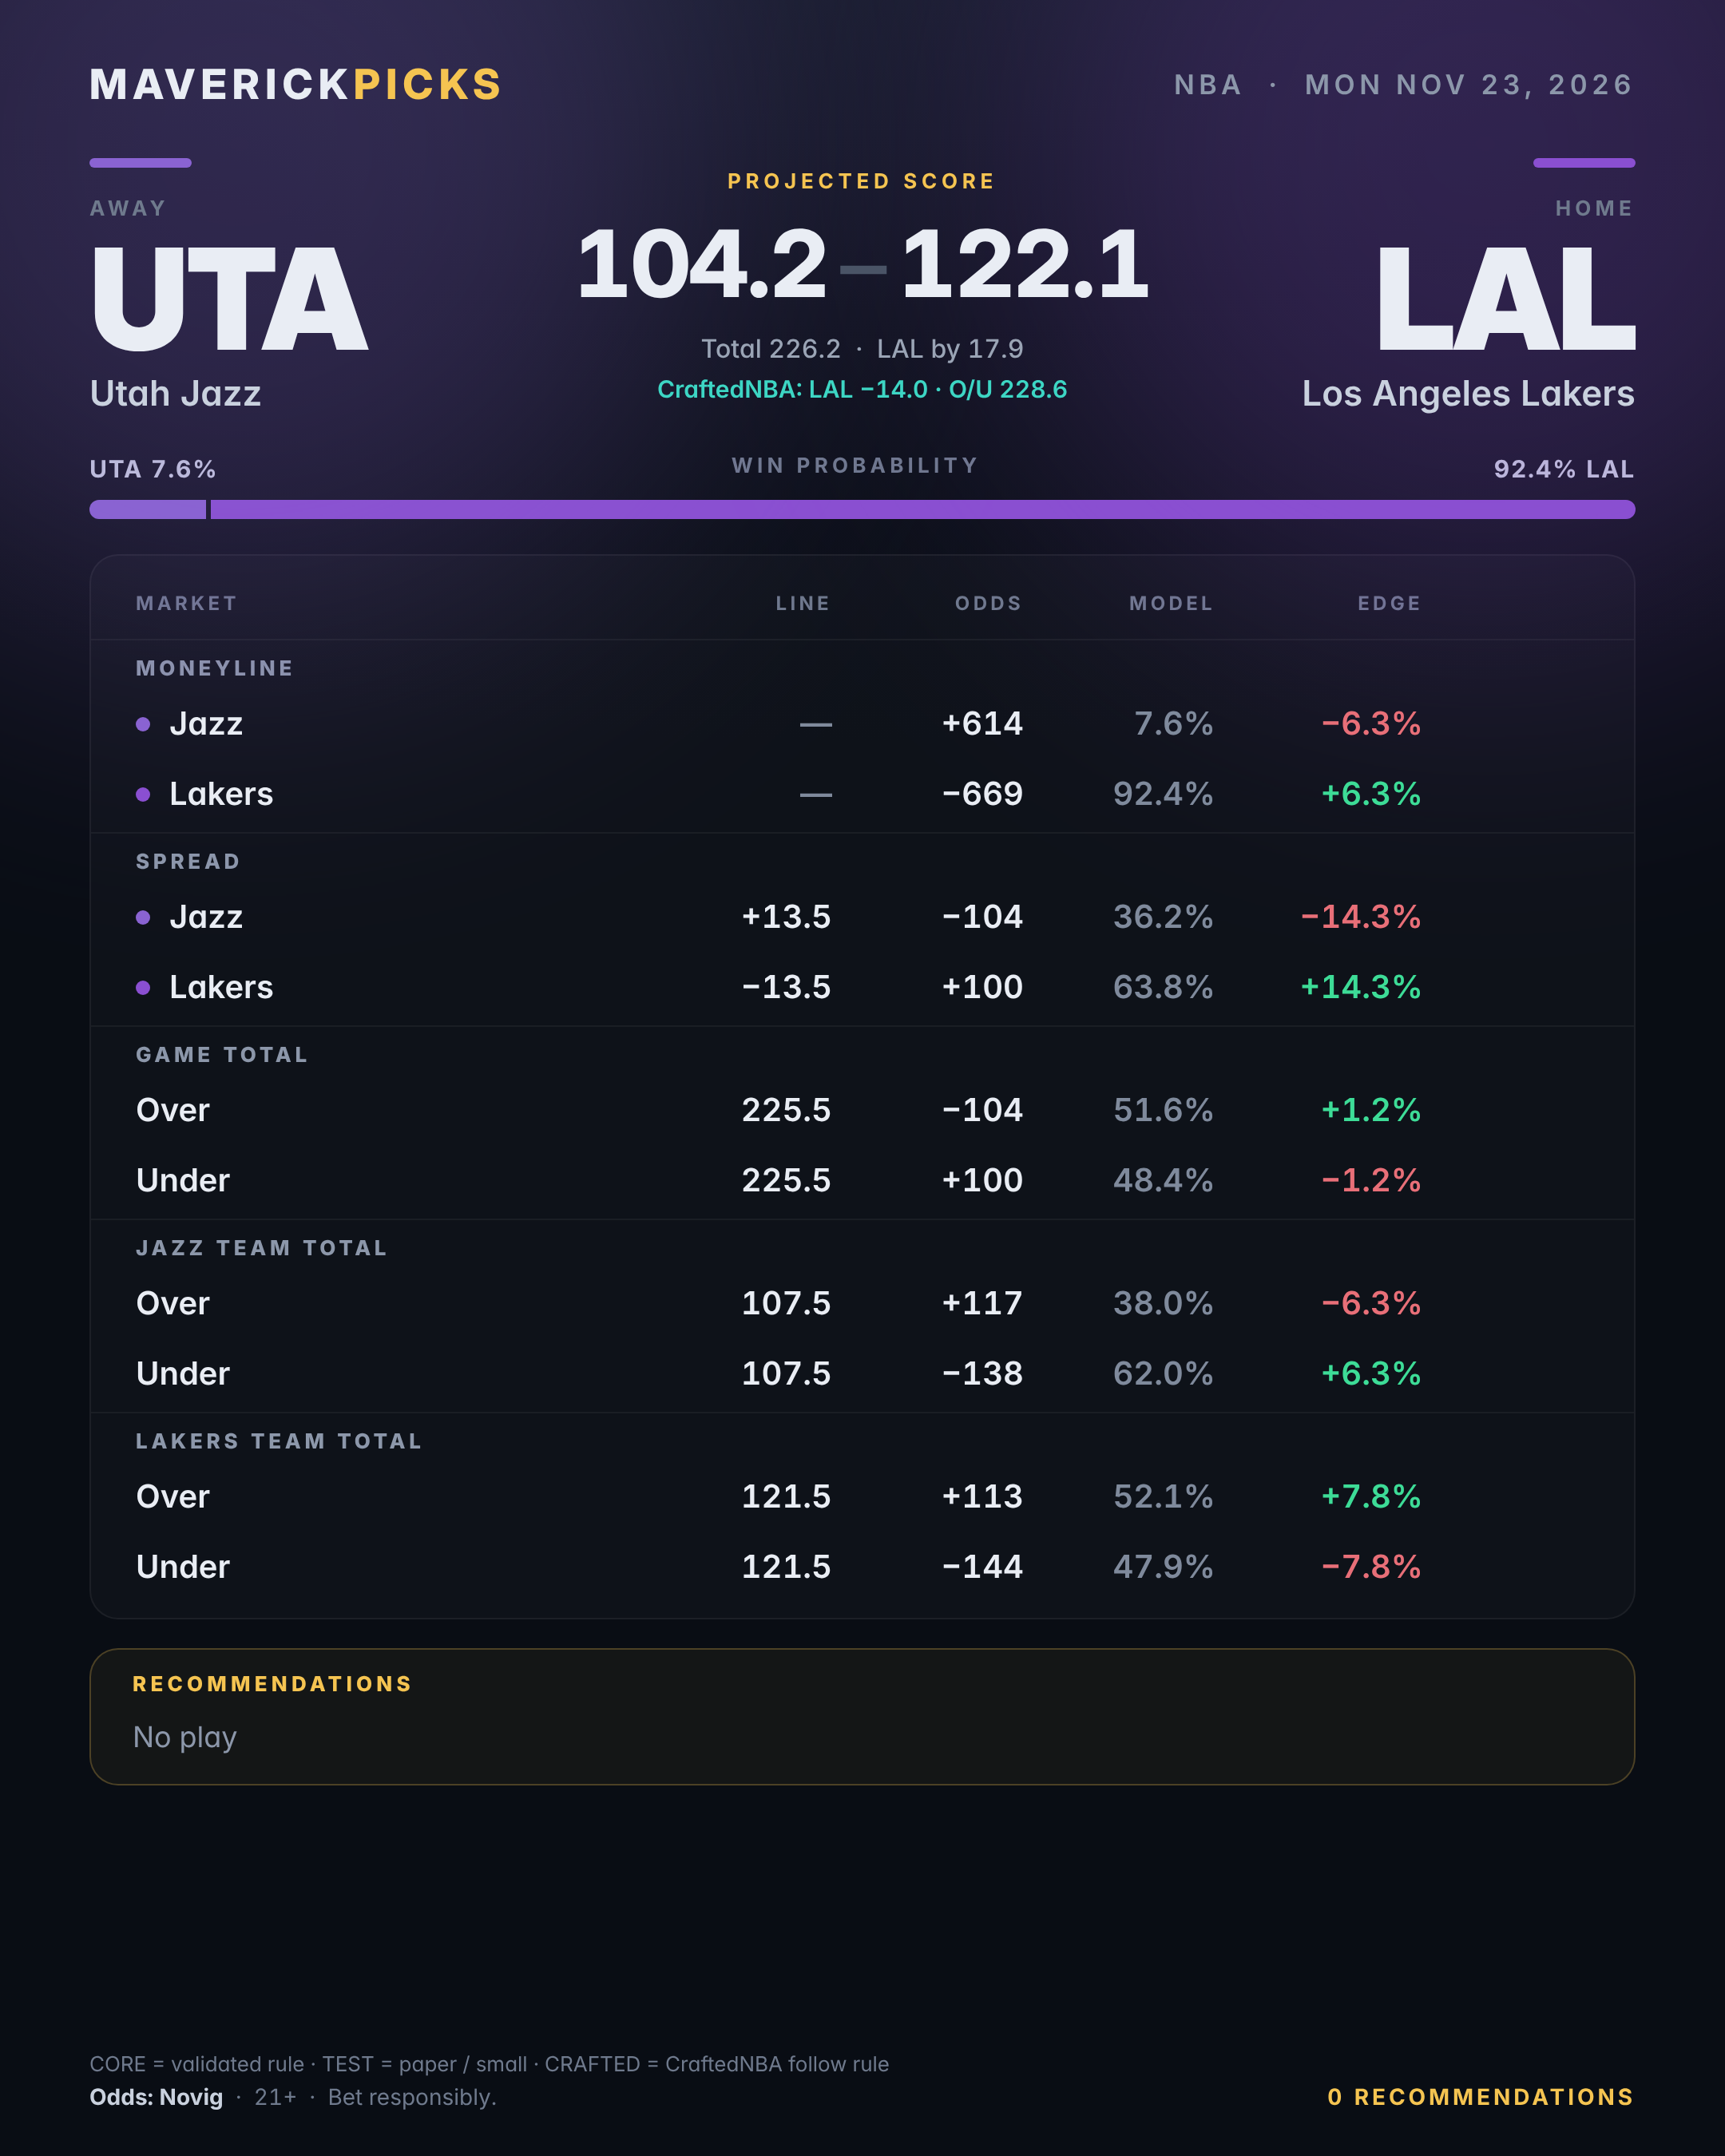 MAVERICKPICKS
NBA · MON NOV 23, 2026
AWAY
UTA
Utah Jazz
PROJECTED SCORE
104.2–122.1
Total 226.2 · LAL by 17.9
CraftedNBA: LAL −14.0 · O/U 228.6
HOME
LAL
Los Angeles Lakers
UTA 7.6%
WIN PROBABILITY
92.4% LAL
MARKET LINE ODDS MODEL EDGE
MONEYLINE
Jazz — +614 7.6% −6.3%
Lakers — −669 92.4% +6.3%
SPREAD
Jazz +13.5 −104 36.2% −14.3%
Lakers −13.5 +100 63.8% +14.3%
GAME TOTAL
Over 225.5 −104 51.6% +1.2%
Under 225.5 +100 48.4% −1.2%
JAZZ TEAM TOTAL
Over 107.5 +117 38.0% −6.3%
Under 107.5 −138 62.0% +6.3%
LAKERS TEAM TOTAL
Over 121.5 +113 52.1% +7.8%
Under 121.5 −144 47.9% −7.8%
RECOMMENDATIONS
No play
CORE = validated rule · TEST = paper / small · CRAFTED = CraftedNBA follow rule
Odds: Novig · 21+ · Bet responsibly.
0 RECOMMENDATIONS